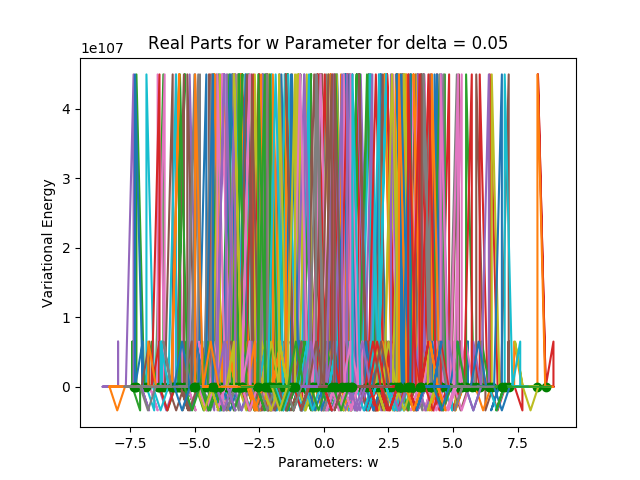 Real Parts for w Parameter for delta = 0.05
1e107
4
3
2
1
0
Variational Energy
−7.5 −5.0 −2.5 0.0 2.5 5.0 7.5
Parameters: w